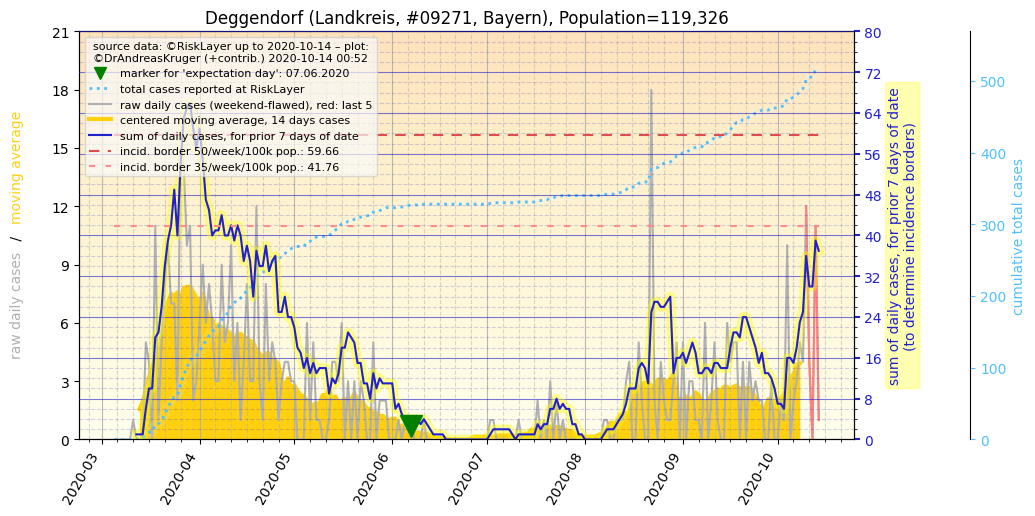 Deggendorf (Landkreis, #09271, Bayern), Population=119,326
source data: ©RiskLayer up to 2020-10-14 – plot:
©DrAndreasKruger (+contrib.) 2020-10-14 00:52
marker for 'expectation day': 07.06.2020
total cases reported at RiskLayer
raw daily cases (weekend-flawed), red: last 5
centered moving average, 14 days cases
sum of daily cases, for prior 7 days of date
incid. border 50/week/100k pop.: 59.66
incid. border 35/week/100k pop.: 41.76
raw daily cases / moving average
21
18
15
12
9
6
3
0
2020-03
2020-04
2020-05
2020-06
2020-07
2020-08
2020-09
2020-10
80
72
64
56
48
40
32
24
16
8
0
sum of daily cases, for prior 7 days of date
(to determine incidence borders)
500
400
300
200
100
0
cumulative total cases